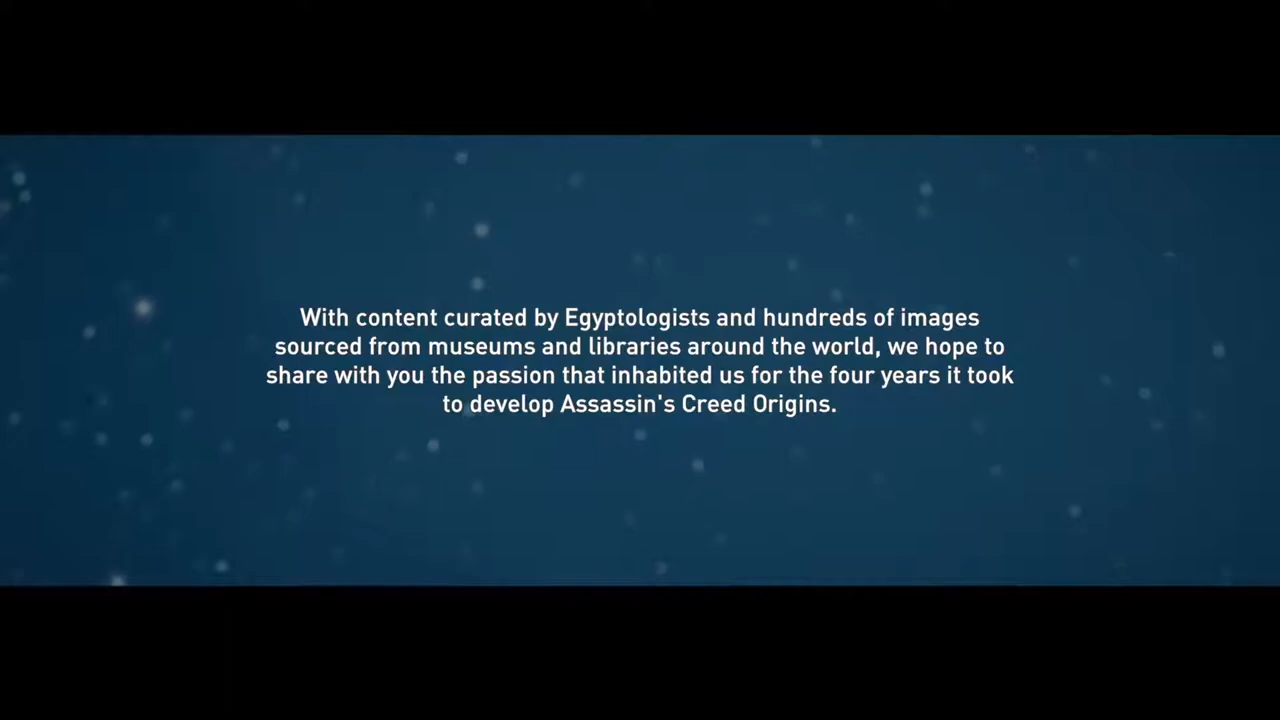 With content curated by Egyptologists and hundreds of images
sourced from museums and libraries around the world, we hope to
share with you the passion that inhabited us for the four years it took
to develop Assassin's Creed Origins.